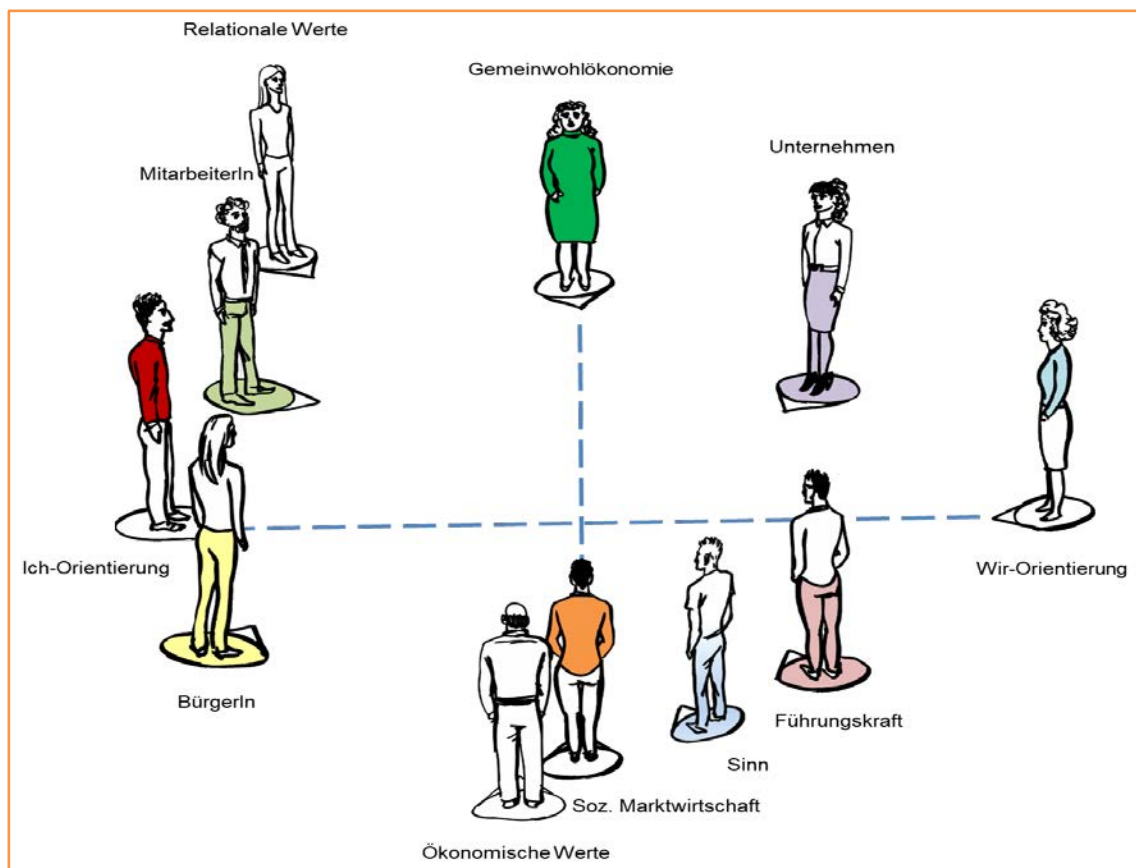 Relationale Werte
Gemeinwohlökonomie
Unternehmen
MitarbeiterIn
Ich-Orientierung
Wir-Orientierung
BürgerIn
Führungskraft
Sinn
Soz. Marktwirtschaft
Ökonomische Werte